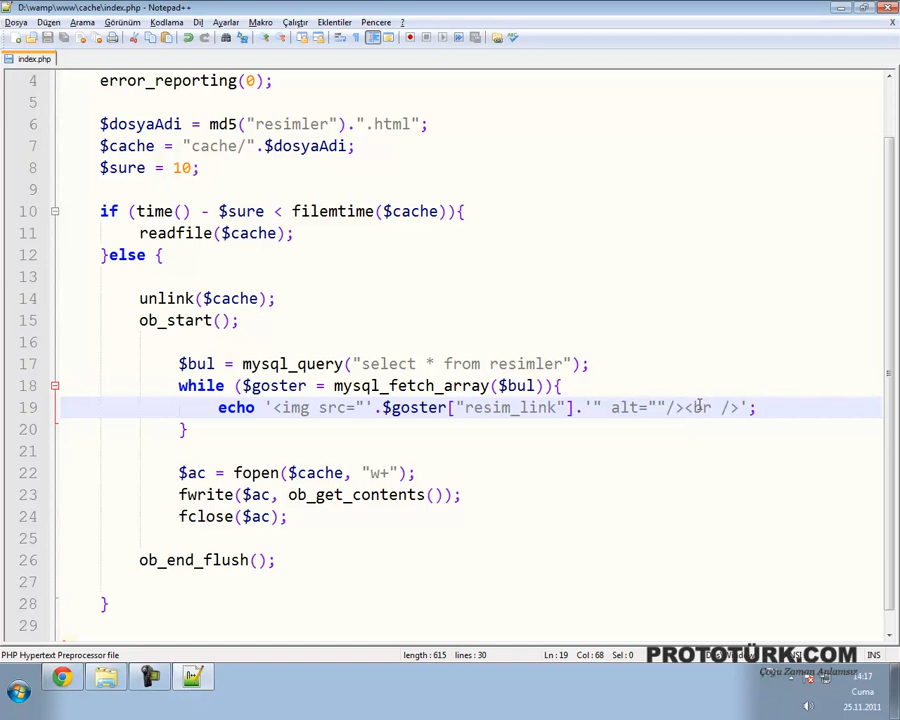 D:\wamp\www\cache\index.php - Notepad++
Dosya Düzen Arama Görünüm Kodlama Dil Ayarlar Makro Çalıştır Eklentiler Pencere ? X
index.php
4 error_reporting(0);
5
6 $dosyaAdi = md5("resimler").".html";
7 $cache = "cache/".$dosyaAdi;
8 $sure = 10;
9
10 if (time() - $sure < filemtime($cache)){
11 readfile($cache);
12 }else {
13
14 unlink($cache);
15 ob_start();
16
17 $bul = mysql_query("select * from resimler");
18 while ($goster = mysql_fetch_array($bul)){
19 echo '<img src="'.$goster["resim_link"].'" alt=""/><br />';
20 }
21
22 $ac = fopen($cache, "w+");
23 fwrite($ac, ob_get_contents());
24 fclose($ac);
25
26 ob_end_flush();
27
28 }
29
PHP Hypertext Preprocessor file length : 615 lines : 30 Ln : 19 Col : 68 Sel : 0 INS
PROTOTÜRK.COM
Çoğu Zaman Anlamsız
14:17
Cuma
25.11.2011